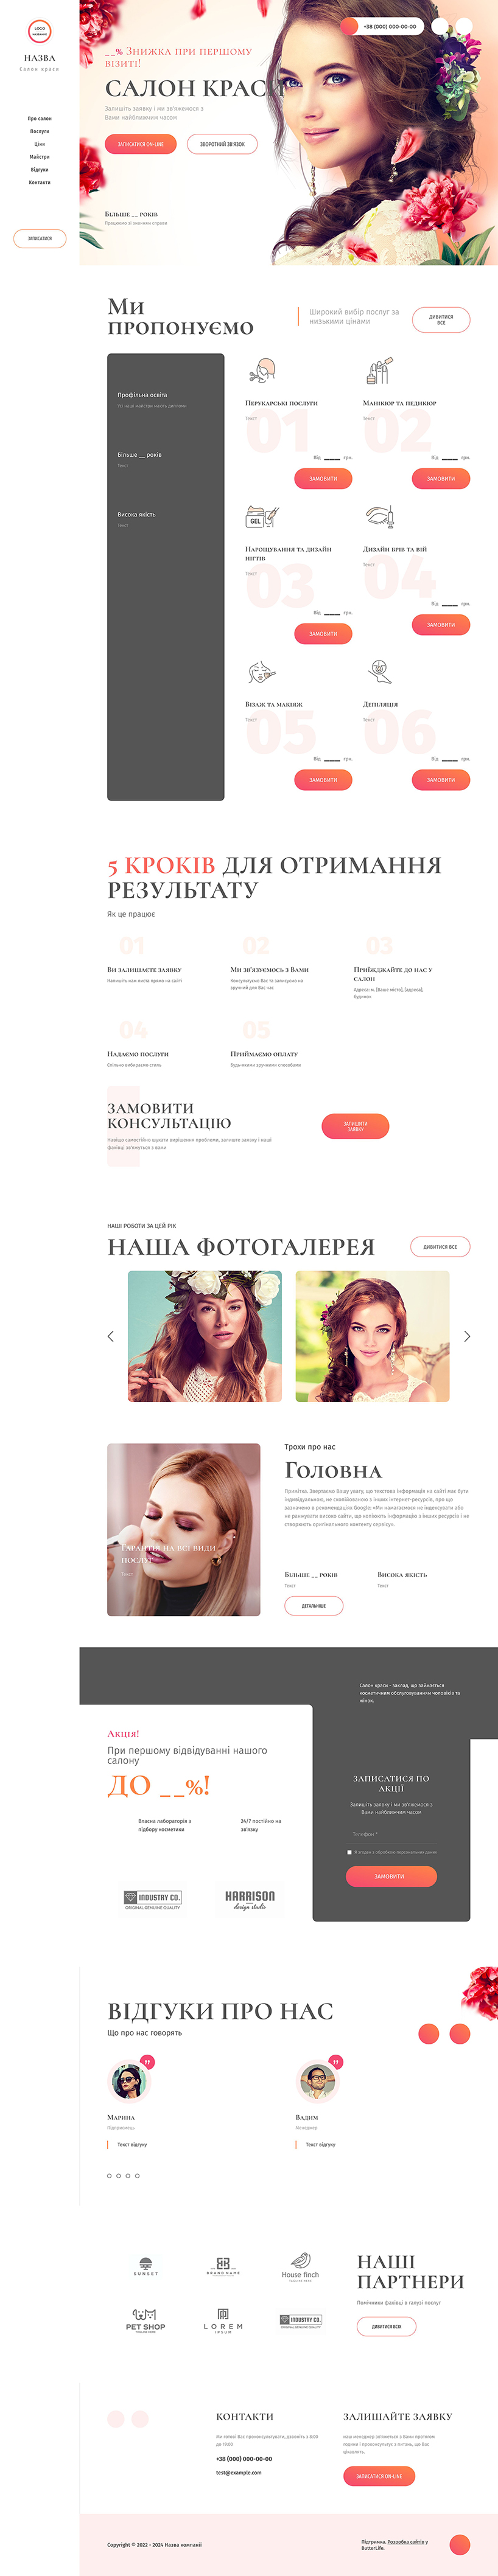 LOGO
НАЗВАНИЕ
НАЗВА
Салон краси
Про салон
Послуги
Ціни
Майстри
Відгуки
Контакти
ЗАПИСАТИСЯ
+38 (000) 000-00-00
__% Знижка при першому
візиті!
САЛОН КРАСИ
Залишіть заявку і ми зв'яжемося з
Вами найближчим часом
ЗАПИСАТИСЯ ON-LINE
ЗВОРОТНИЙ ЗВ'ЯЗОК
Більше __ років
Працюємо зі знанням справи
Ми
пропонуємо
Широкий вибір послуг за
низькими цінами
ДИВИТИСЯ
ВСЕ
Профільна освіта
Усі наші майстри мають дипломи
Більше __ років
Текст
Висока якість
Текст
01
Перукарські послуги
Текст
Від ____ грн.
ЗАМОВИТИ
02
Манікюр та педикюр
Текст
Від ____ грн.
ЗАМОВИТИ
GEL
03
Нарощування та дизайн
нігтів
Текст
Від ____ грн.
ЗАМОВИТИ
04
Дизайн брів та вій
Текст
Від ____ грн.
ЗАМОВИТИ
05
Візаж та макіяж
Текст
Від ____ грн.
ЗАМОВИТИ
06
Депіляція
Текст
Від ____ грн.
ЗАМОВИТИ
5 КРОКІВ ДЛЯ ОТРИМАННЯ
РЕЗУЛЬТАТУ
Як це працює
01
Ви залишаєте заявку
Напишіть нам листа прямо на сайті
02
Ми зв'язуємось з Вами
Консультуємо Вас та записуємо на
зручний для Вас час
03
Приїжджайте до нас у
салон
Адреса: м. [Ваше місто], [адреса],
будинок
04
Надаємо послуги
Спільно вибираємо стиль
05
Приймаємо оплату
Будь-якими зручними способами
ЗАМОВИТИ
КОНСУЛЬТАЦІЮ
Навіщо самостійно шукати вирішення проблеми, залиште заявку і наші
фахівці зв'яжуться з вами
ЗАЛИШИТИ
ЗАЯВКУ
НАШІ РОБОТИ ЗА ЦЕЙ РІК
НАША ФОТОГАЛЕРЕЯ
ДИВИТИСЯ ВСЕ
Гарантія на всі види
послуг
Текст
Трохи про нас
Головна
Примітка. Звертаємо Вашу увагу, що текстова інформація на сайті має бути
індивідуальною, не скопійованою з інших інтернет-ресурсів, про що
зазначено в рекомендаціях Google: «Ми намагаємося не індексувати або
не ранжувати високо сайти, що копіюють інформацію з інших ресурсів і не
створюють оригінального контенту сервісу».
Більше __ років
Текст
Висока якість
Текст
ДЕТАЛЬНІШЕ
Салон краси - заклад, що займається
косметичним обслуговуванням чоловіків та
жінок.
Акція!
При першому відвідуванні нашого
салону
ДО __%!
Власна лабораторія з
підбору косметики
24/7 постійно на
зв'язку
INDUSTRY CO.
ORIGINAL GENUINE QUALITY
HARRISON
design studio
ЗАПИСАТИСЯ ПО
АКЦІЇ
Залишіть заявку і ми зв'яжемося з
Вами найближчим часом
Телефон *
Я згоден з обробкою персональних даних
ЗАМОВИТИ
ВІДГУКИ ПРО НАС
Що про нас говорять
Марина
Підприємець
Текст відгуку
Вадим
Менеджер
Текст відгуку
SUNSET
BRAND NAME
House finch
TAGLINE HERE
PET SHOP
TAGLINE HERE
LOREM
IPSUM
INDUSTRY CO.
ORIGINAL GENUINE QUALITY
НАШІ
ПАРТНЕРИ
Помічники фахівці в галузі послуг
ДИВИТИСЯ ВСІХ
КОНТАКТИ
Ми готові Вас проконсультувати, дзвоніть з 8:00
до 19:00
+38 (000) 000-00-00
test@example.com
ЗАЛИШАЙТЕ ЗАЯВКУ
наш менеджер зв'яжеться з Вами протягом
години і проконсультує з питань, що Вас
цікавлять.
ЗАПИСАТИСЯ ON-LINE
Copyright © 2022 - 2024 Назва компанії
Підтримка. Розробка сайтів у
ButterLife.